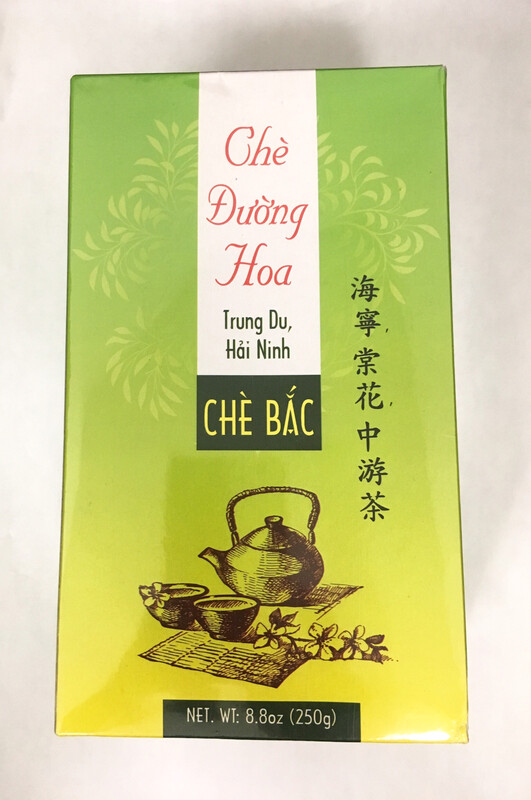 Chè
Đường
Hoa
Trung Du,
Hải Ninh
CHÈ BẮC
海寧，棠花，中游茶
NET. WT: 8.8oz (250g)